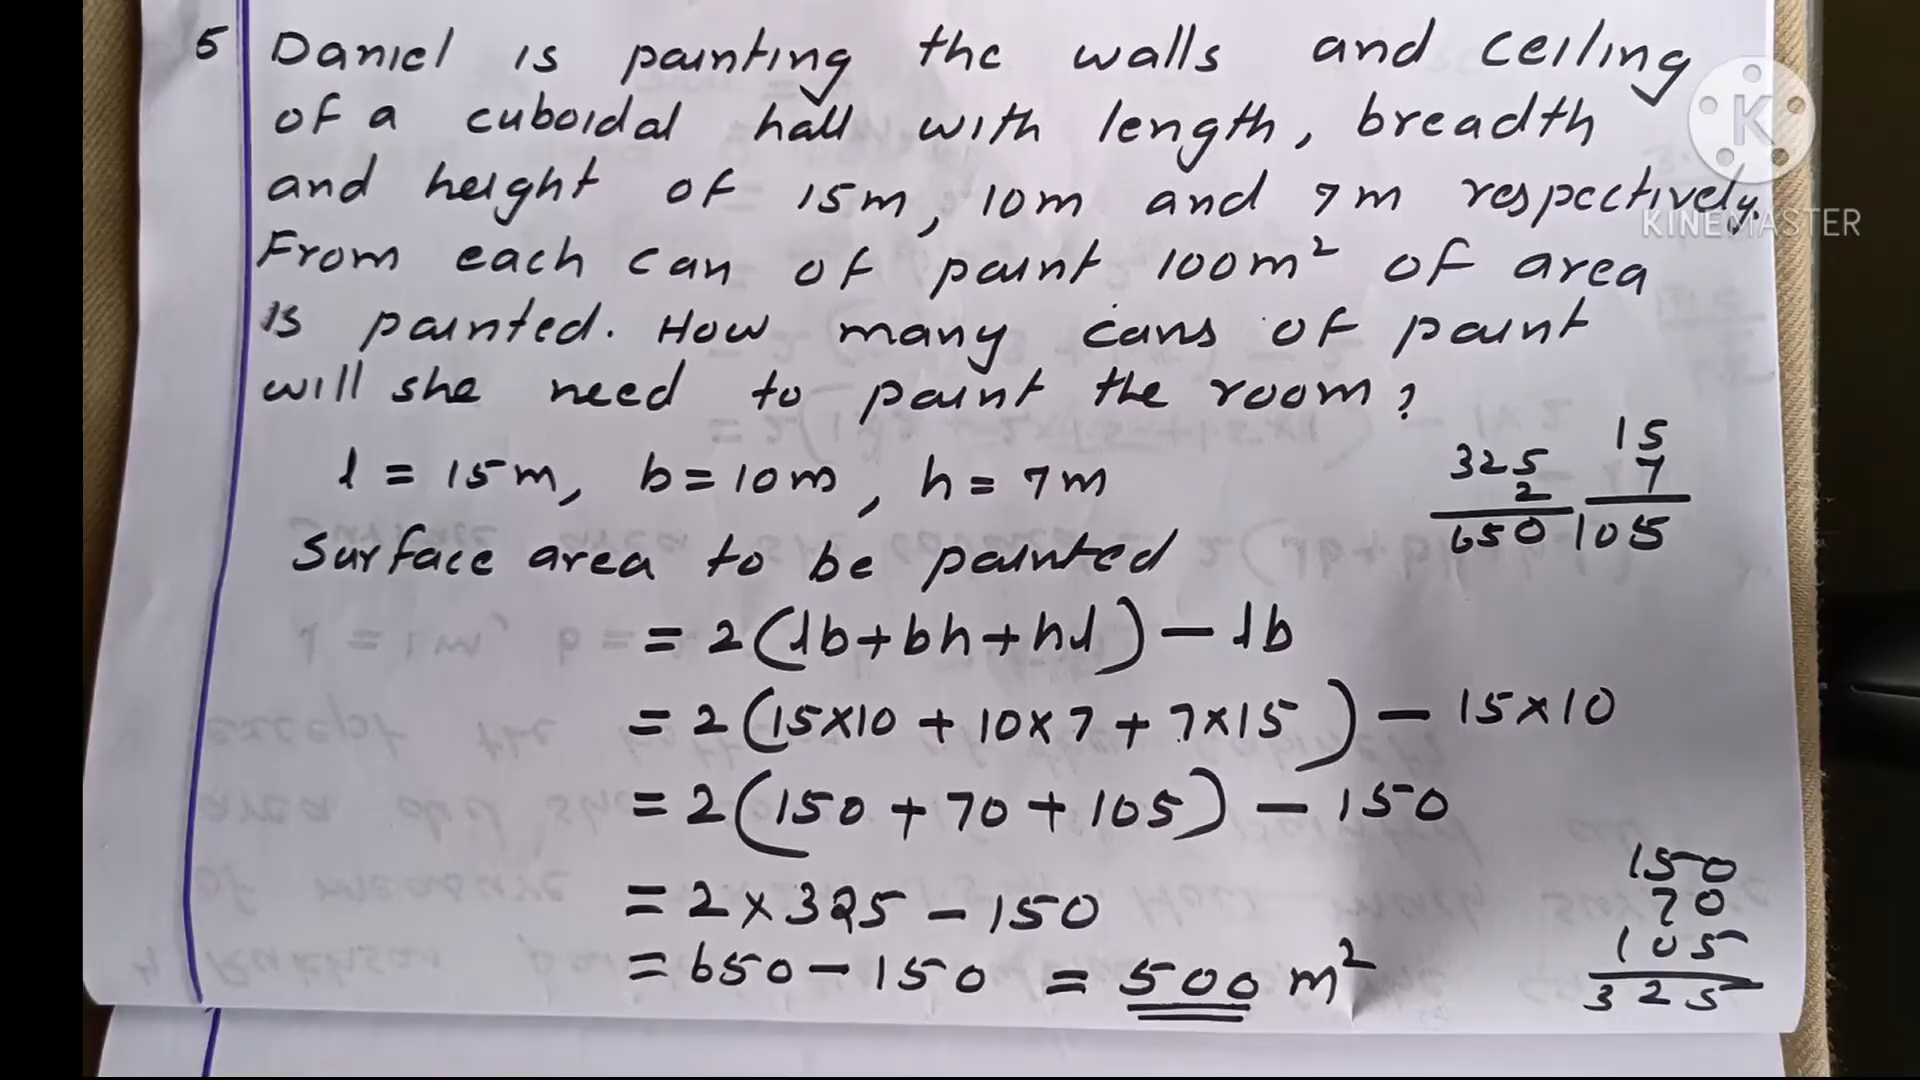 5 Daniel is painting the walls and ceiling
of a cuboidal hall with length, breadth
and height of 15m, 10m and 7m respectively.
From each can of paint 100m² of area
is painted. How many cans of paint
will she need to paint the room?
l = 15m, b = 10m, h = 7m
325
2
650
15
7
105
Surface area to be painted
= 2(lb+bh+hl) - lb
= 2(15×10 + 10×7 + 7×15) - 15×10
= 2(150 + 70 + 105) - 150
= 2×325 - 150
= 650 - 150 = 500 m²
150
70
105
325
K
KINEMASTER